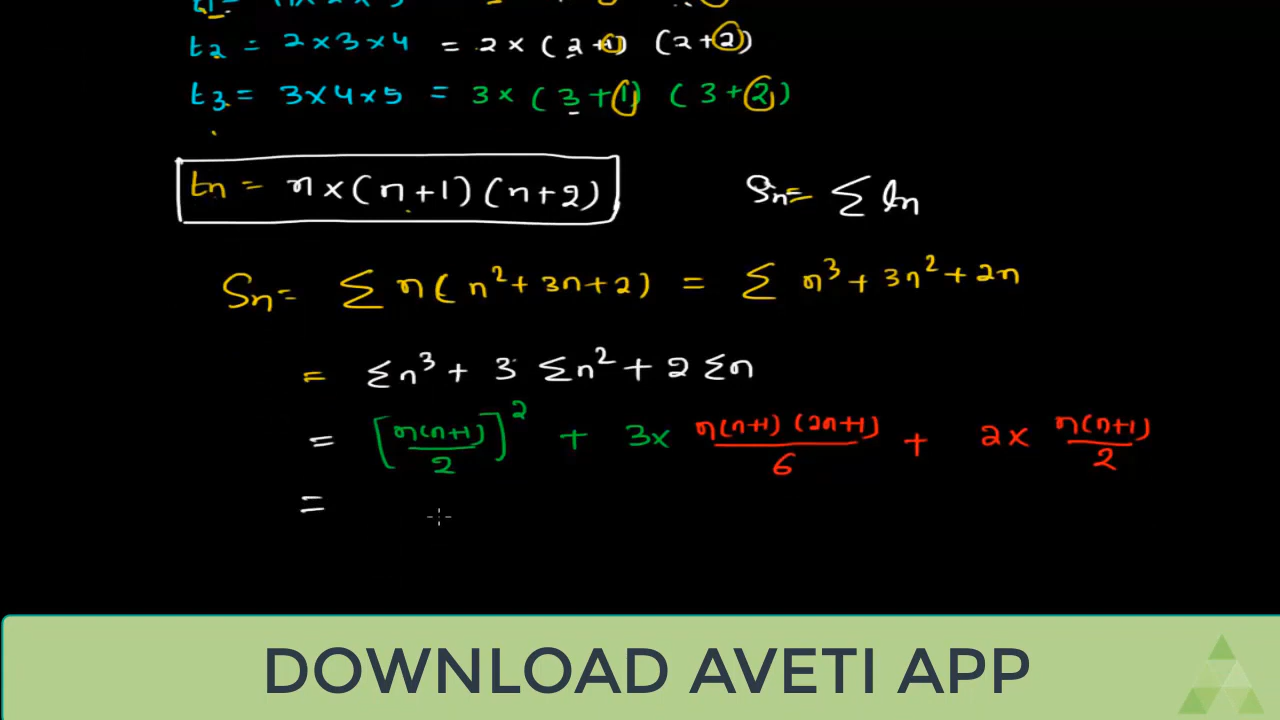 t2 = 2×3×4 = 2×(2+1) (2+2)
t3 = 3×4×5 = 3×(3+1) (3+2)
tn = n×(n+1)(n+2) Sn =
Sn = Σ n(n²+3n+2) = Σ n³+3n²+2n
= Σn³ + 3 Σn² + 2 Σn
= [n(n+1)/2]² + 3× n(n+1)(2n+1)/6 + 2× n(n+1)/2
=
DOWNLOAD AVETI APP